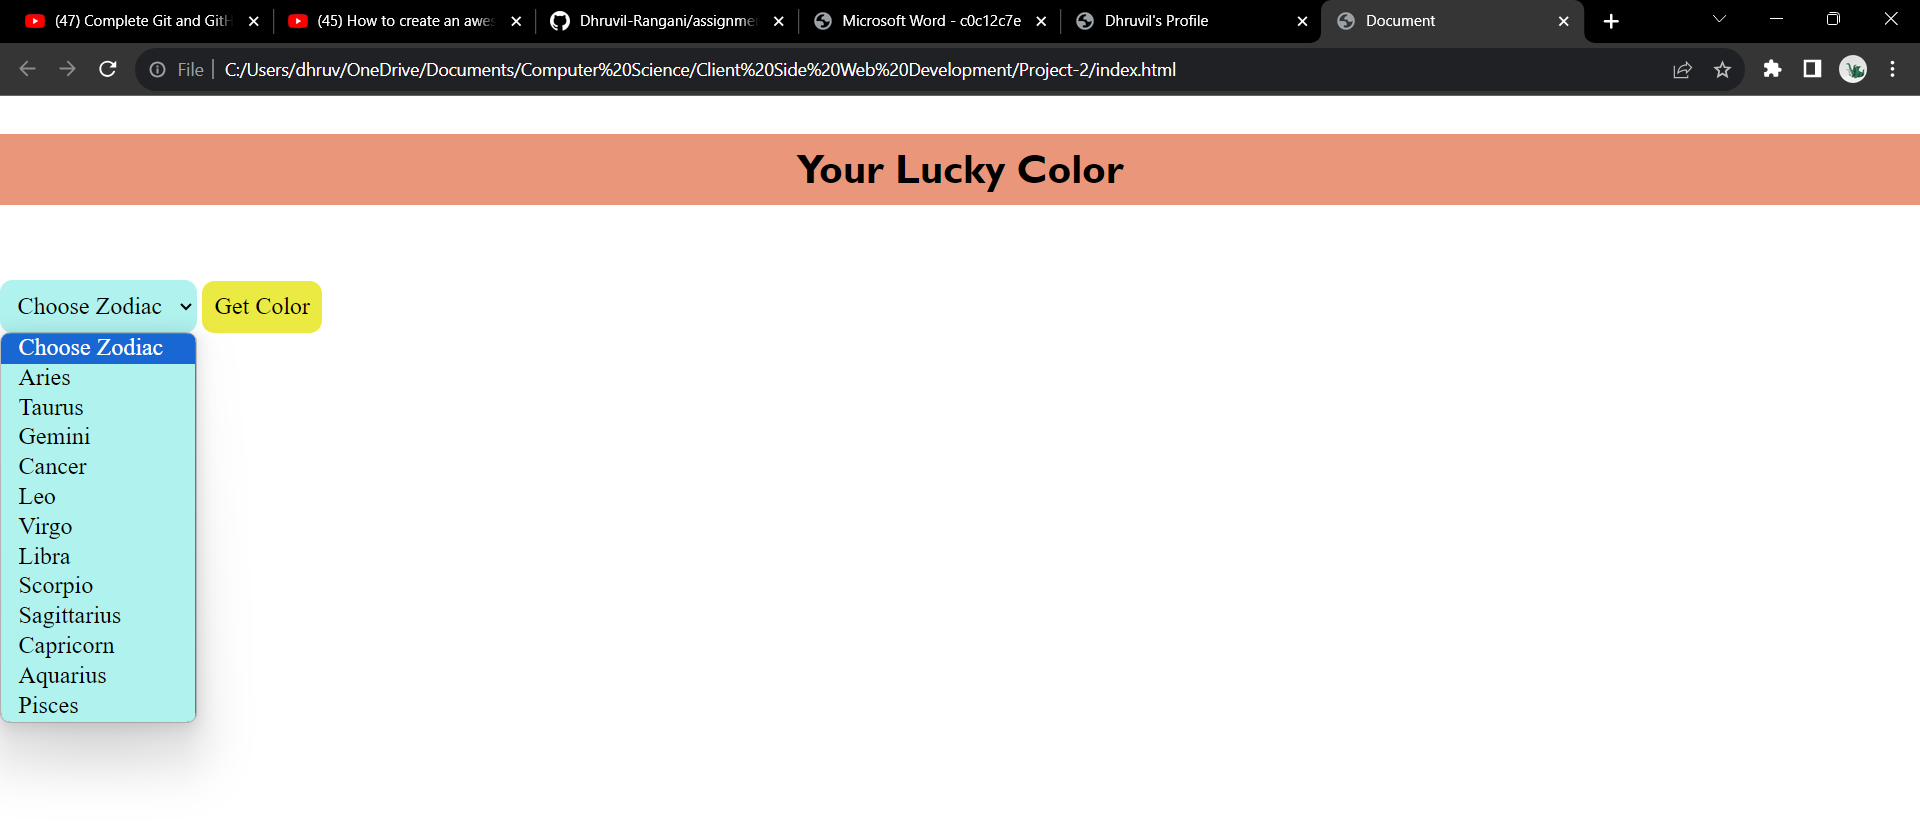 (47) Complete Git and GitH
(45) How to create an awes
Dhruvil-Rangani/assignmen
Microsoft Word - c0c12c7e
Dhruvil's Profile
Document
File
C:/Users/dhruv/OneDrive/Documents/Computer%20Science/Client%20Side%20Web%20Development/Project-2/index.html
Your Lucky Color
Choose Zodiac
Get Color
Choose Zodiac
Aries
Taurus
Gemini
Cancer
Leo
Virgo
Libra
Scorpio
Sagittarius
Capricorn
Aquarius
Pisces